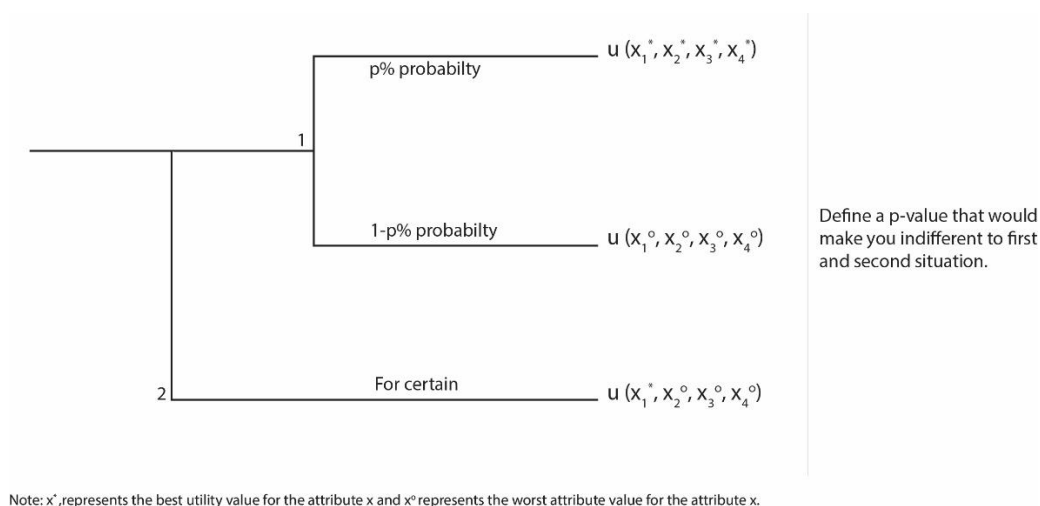 u (x₁*, x₂*, x₃*, x₄*)
p% probabilty
1
1-p% probabilty
u (x₁°, x₂°, x₃°, x₄°)
Define a p-value that would
make you indifferent to first
and second situation.
2
For certain
u (x₁*, x₂°, x₃°, x₄°)
Note: x*,represents the best utility value for the attribute x and x° represents the worst attribute value for the attribute x.